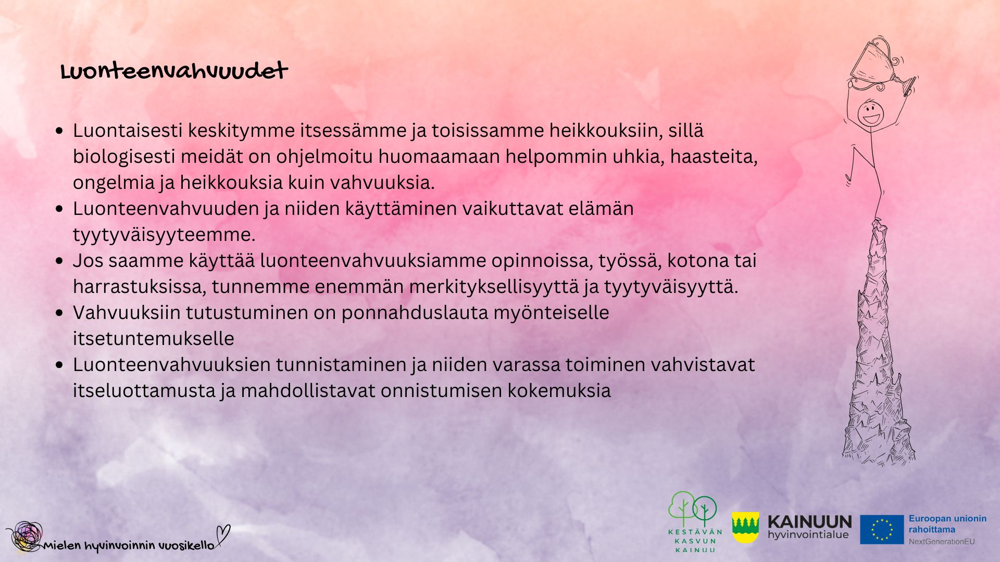 Luonteenvahvuudet
• Luontaisesti keskitymme itsessämme ja toisissamme heikkouksiin, sillä
biologisesti meidät on ohjelmoitu huomaamaan helpommin uhkia, haasteita,
ongelmia ja heikkouksia kuin vahvuuksia.
• Luonteenvahvuuden ja niiden käyttäminen vaikuttavat elämän
tyytyväisyyteemme.
• Jos saamme käyttää luonteenvahvuuksiamme opinnoissa, työssä, kotona tai
harrastuksissa, tunnemme enemmän merkityksellisyyttä ja tyytyväisyyttä.
• Vahvuuksiin tutustuminen on ponnahduslauta myönteiselle
itsetuntemukselle
• Luonteenvahvuuksien tunnistaminen ja niiden varassa toiminen vahvistavat
itseluottamusta ja mahdollistavat onnistumisen kokemuksia
Mielen hyvinvoinnin vuosikello
KESTÄVÄN
KASVUN
KAINUU
KAINUUN
hyvinvointialue
Euroopan unionin
rahoittama
NextGenerationEU